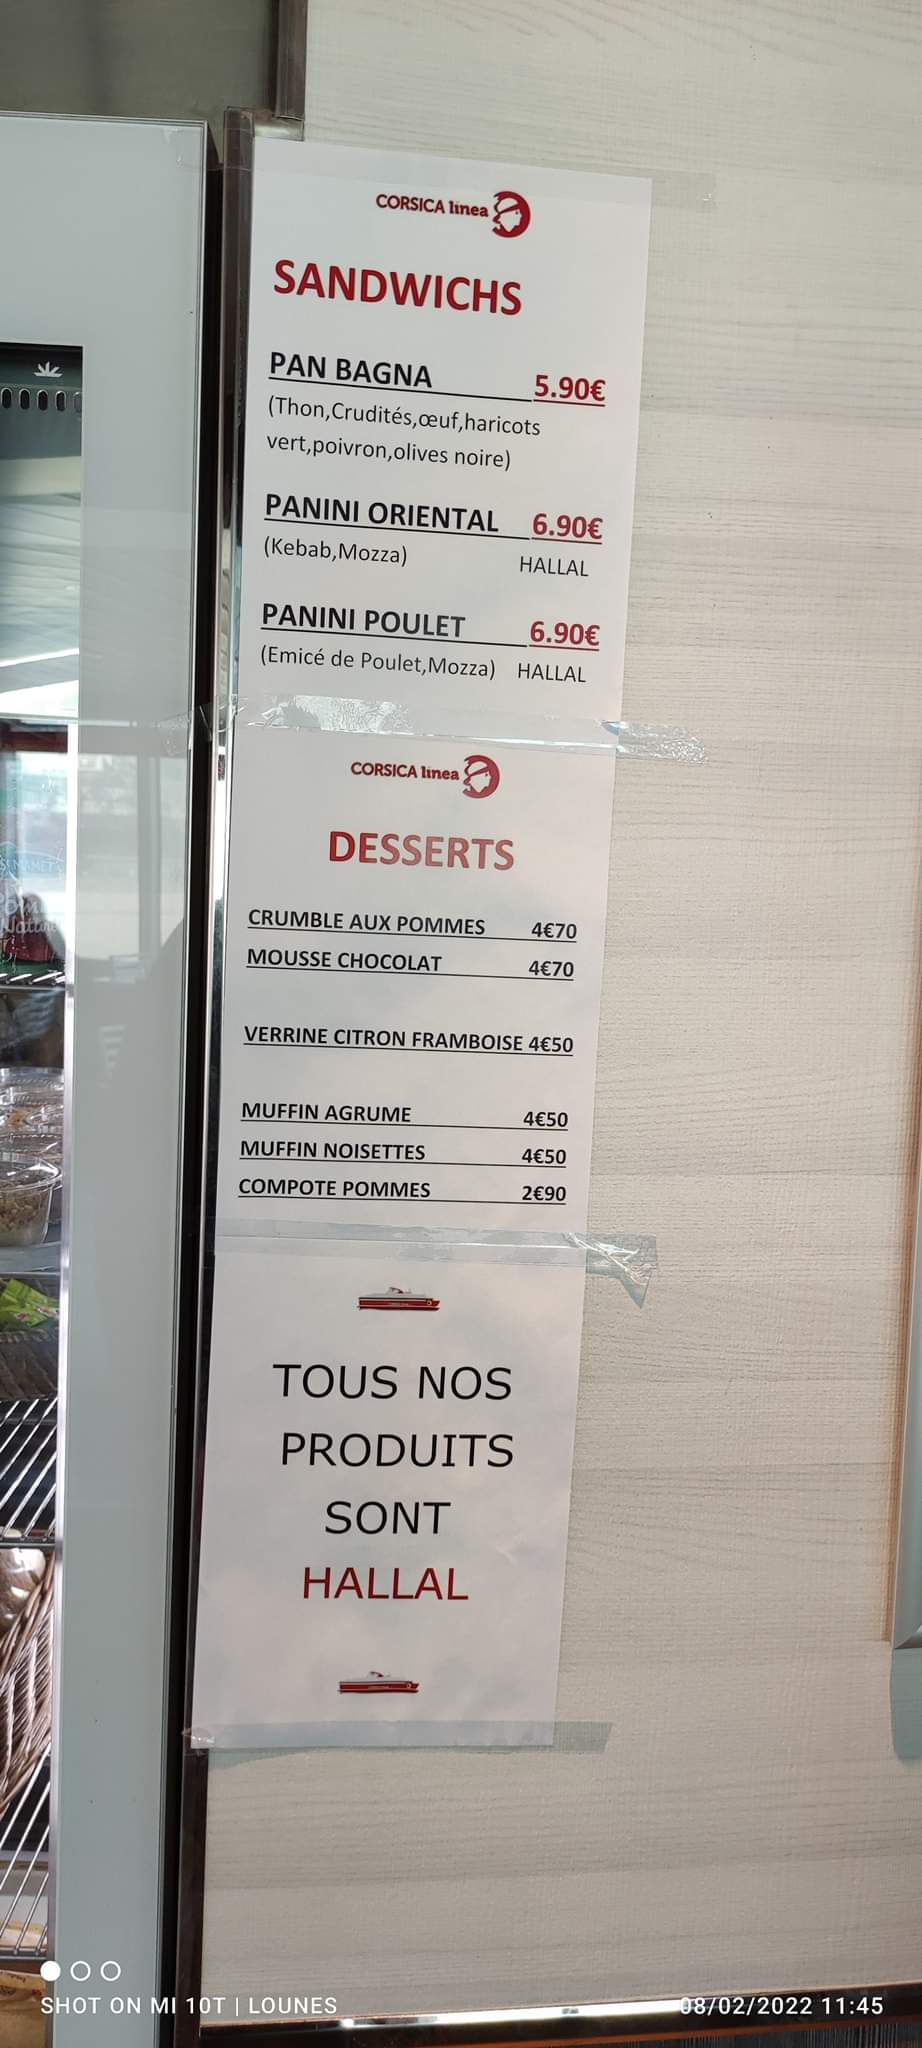 CORSICA linea
SANDWICHS
PAN BAGNA 5.90€
(Thon,Crudités,œuf,haricots
vert,poivron,olives noire)
PANINI ORIENTAL 6.90€
(Kebab,Mozza) HALLAL
PANINI POULET 6.90€
(Emicé de Poulet,Mozza) HALLAL
CORSICA linea
DESSERTS
CRUMBLE AUX POMMES 4€70
MOUSSE CHOCOLAT 4€70
VERRINE CITRON FRAMBOISE 4€50
MUFFIN AGRUME 4€50
MUFFIN NOISETTES 4€50
COMPOTE POMMES 2€90
TOUS NOS
PRODUITS
SONT
HALLAL
SHOT ON MI 10T | LOUNES
08/02/2022 11:45